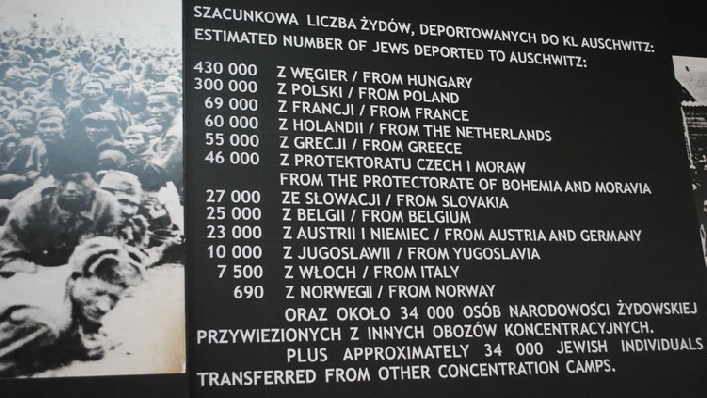 SZACUNKOWA LICZBA ŻYDÓW, DEPORTOWANYCH DO KL AUSCHWITZ:
ESTIMATED NUMBER OF JEWS DEPORTED TO AUSCHWITZ:
430 000 Z WĘGIER / FROM HUNGARY
300 000 Z POLSKI / FROM POLAND
69 000 Z FRANCJI / FROM FRANCE
60 000 Z HOLANDII / FROM THE NETHERLANDS
55 000 Z GRECJI / FROM GREECE
46 000 Z PROTEKTORATU CZECH I MORAW
FROM THE PROTECTORATE OF BOHEMIA AND MORAVIA
27 000 ZE SŁOWACJI / FROM SLOVAKIA
25 000 Z BELGII / FROM BELGIUM
23 000 Z AUSTRII I NIEMIEC / FROM AUSTRIA AND GERMANY
10 000 Z JUGOSŁAWII / FROM YUGOSLAVIA
7 500 Z WŁOCH / FROM ITALY
690 Z NORWEGII / FROM NORWAY
ORAZ OKOŁO 34 000 OSÓB NARODOWOŚCI ŻYDOWSKIEJ
PRZYWIEZIONYCH Z INNYCH OBOZÓW KONCENTRACYJNYCH.
PLUS APPROXIMATELY 34 000 JEWISH INDIVIDUALS
TRANSFERRED FROM OTHER CONCENTRATION CAMPS.